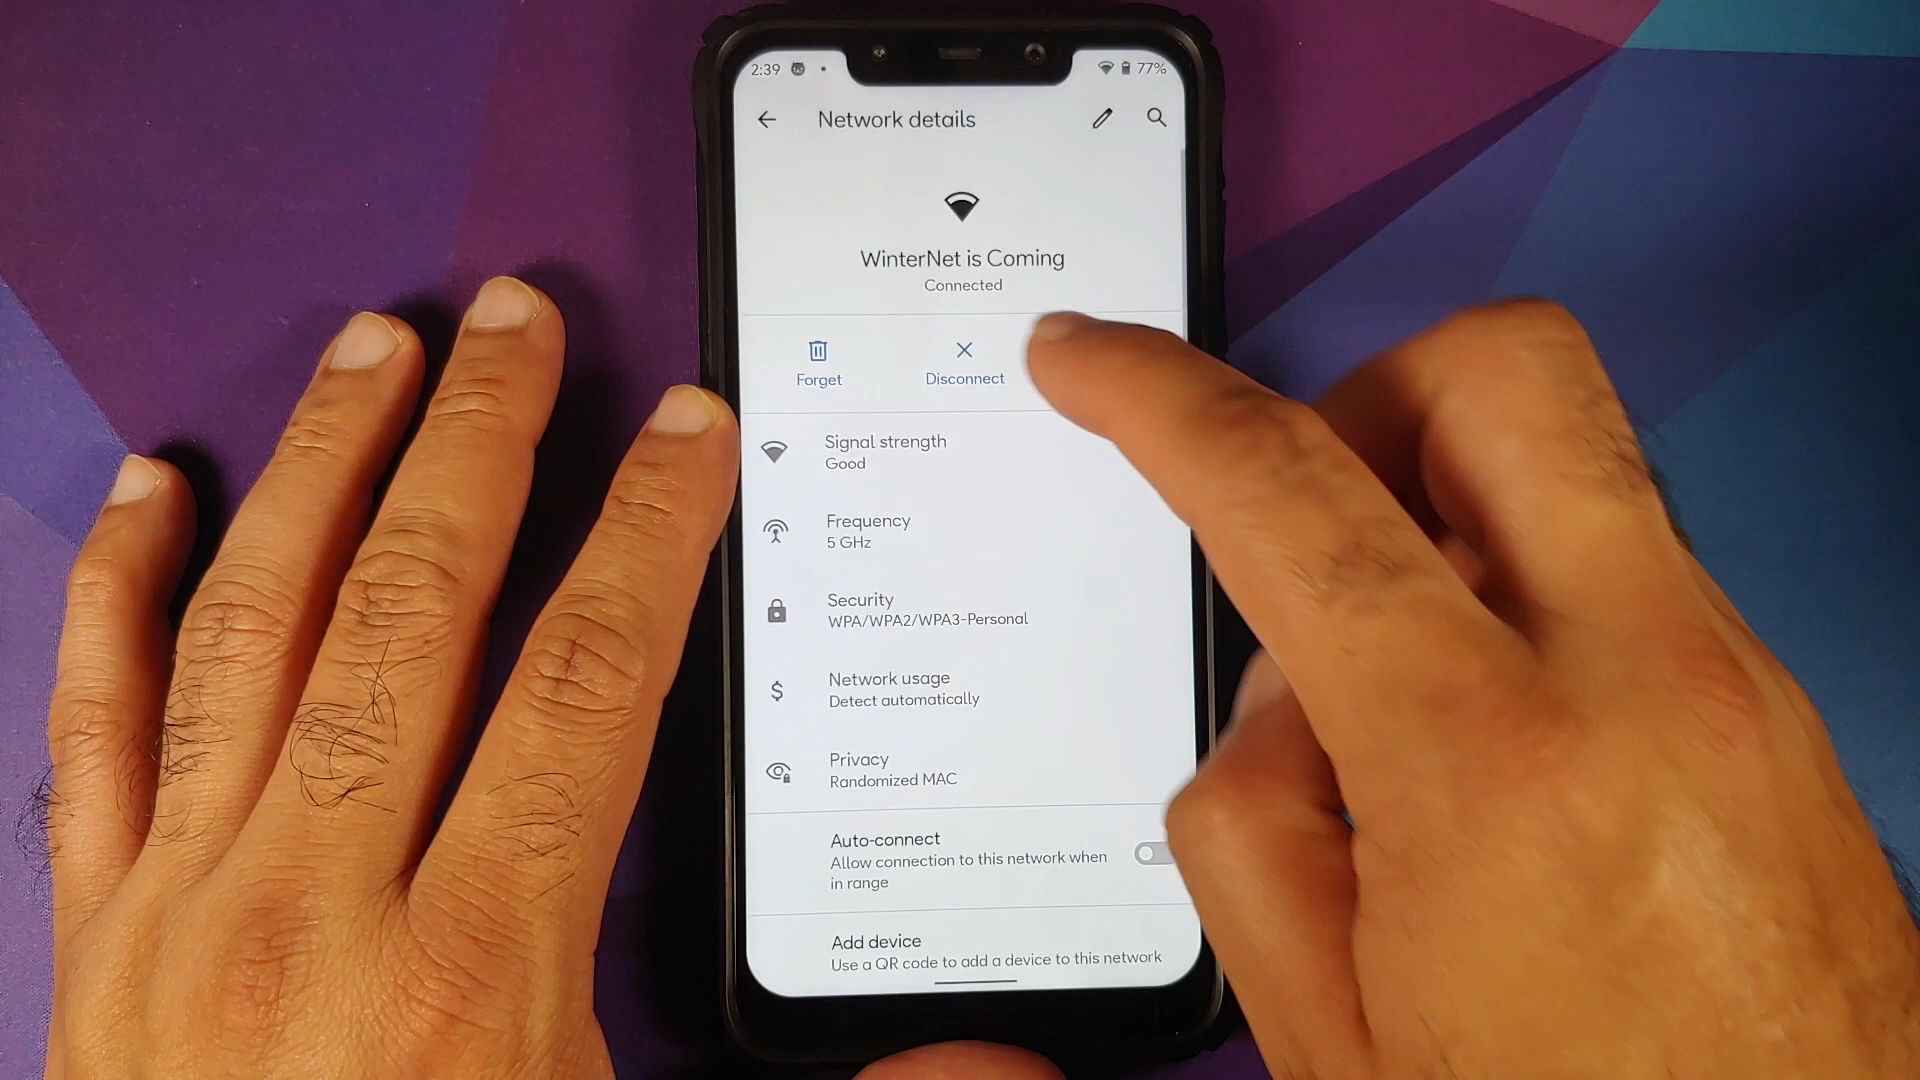 2:39
77%
Network details
WinterNet is Coming
Connected
Forget
Disconnect
Signal strength
Good
Frequency
5 GHz
Security
WPA/WPA2/WPA3-Personal
Network usage
Detect automatically
Privacy
Randomized MAC
Auto-connect
Allow connection to this network when
in range
Add device
Use a QR code to add a device to this network